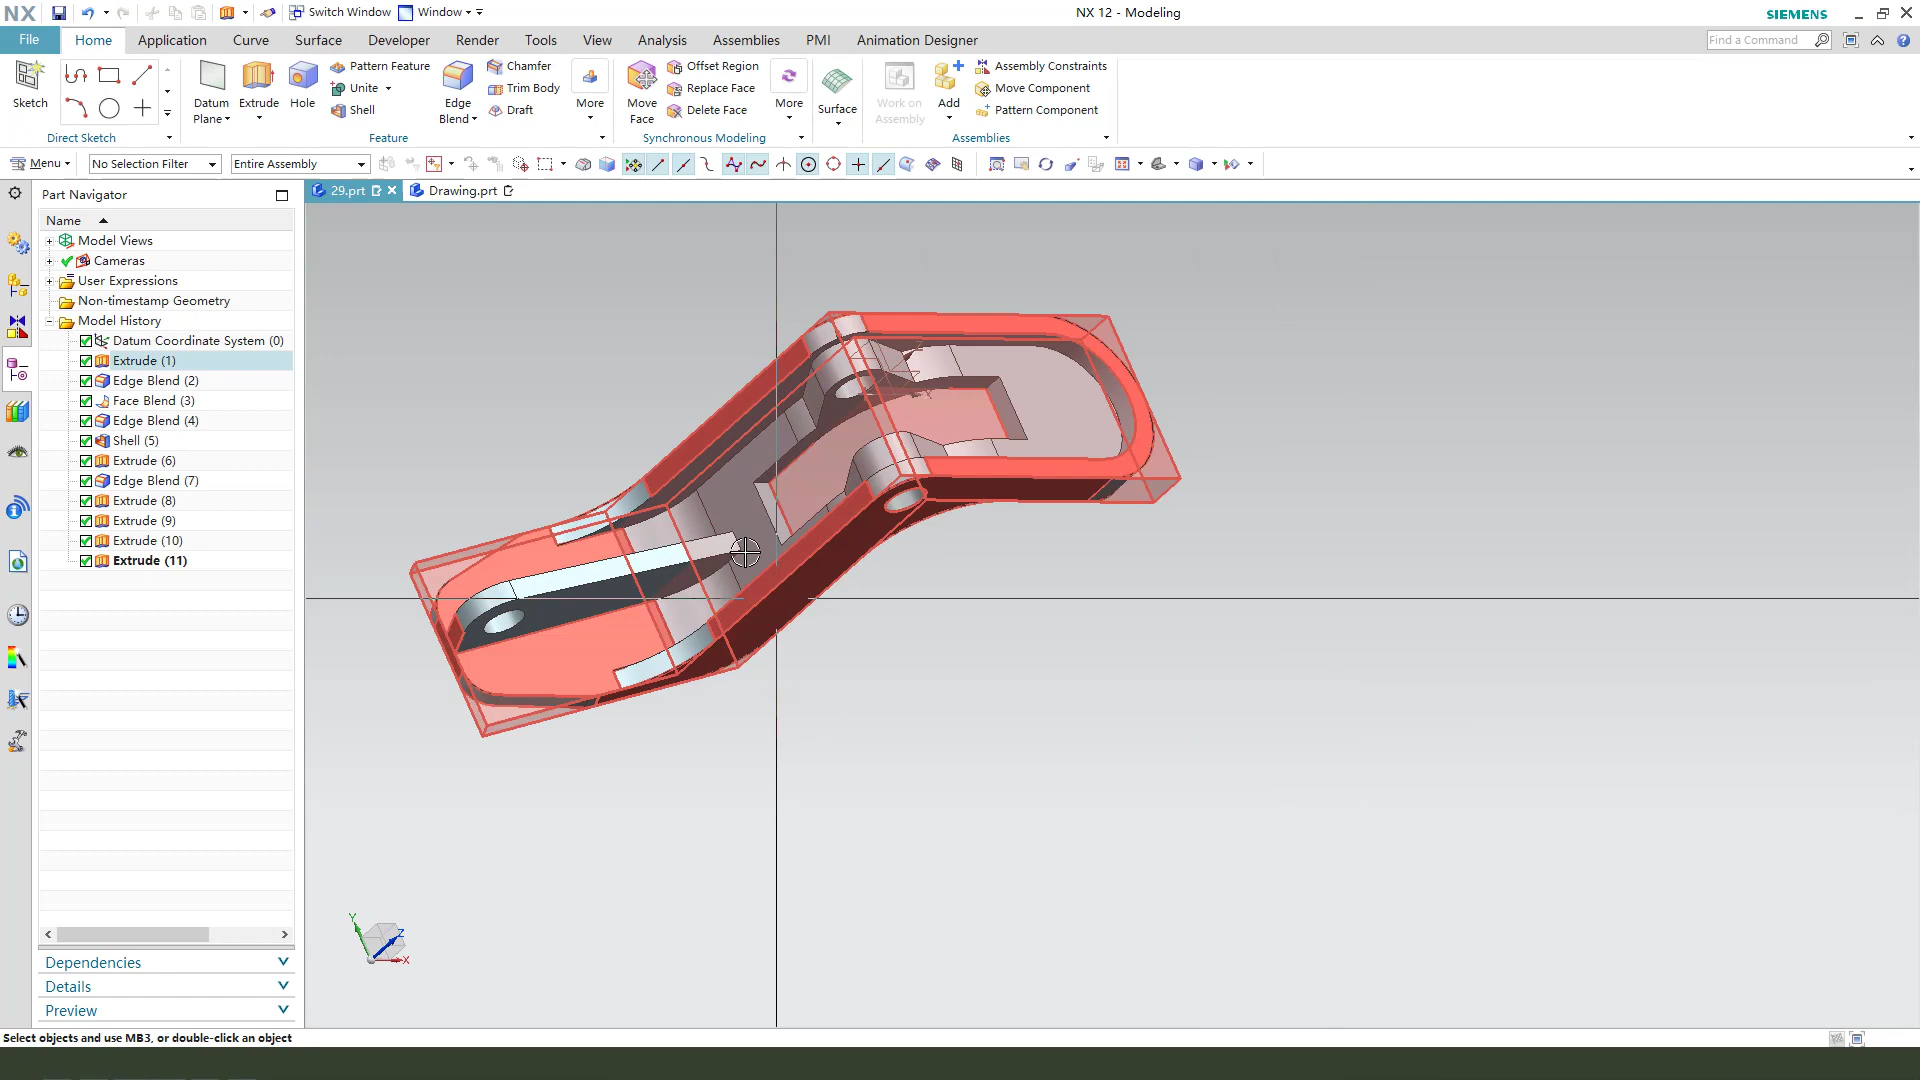 NX
Switch Window
Window
NX 12 - Modeling
SIEMENS
File
Home
Application
Curve
Surface
Developer
Render
Tools
View
Analysis
Assemblies
PMI
Animation Designer
Find a Command
Sketch
Direct Sketch
Datum
Plane
Extrude
Hole
Pattern Feature
Unite
Shell
Edge
Blend
Chamfer
Trim Body
Draft
More
Feature
Move
Face
Offset Region
Replace Face
Delete Face
More
Synchronous Modeling
Surface
Work on
Assembly
Add
Assembly Constraints
Move Component
Pattern Component
Assemblies
Menu
No Selection Filter
Entire Assembly
Part Navigator
29.prt
Drawing.prt
Name
Model Views
Cameras
User Expressions
Non-timestamp Geometry
Model History
Datum Coordinate System (0)
Extrude (1)
Edge Blend (2)
Face Blend (3)
Edge Blend (4)
Shell (5)
Extrude (6)
Edge Blend (7)
Extrude (8)
Extrude (9)
Extrude (10)
Extrude (11)
Y
Z
X
Dependencies
Details
Preview
Select objects and use MB3, or double-click an object